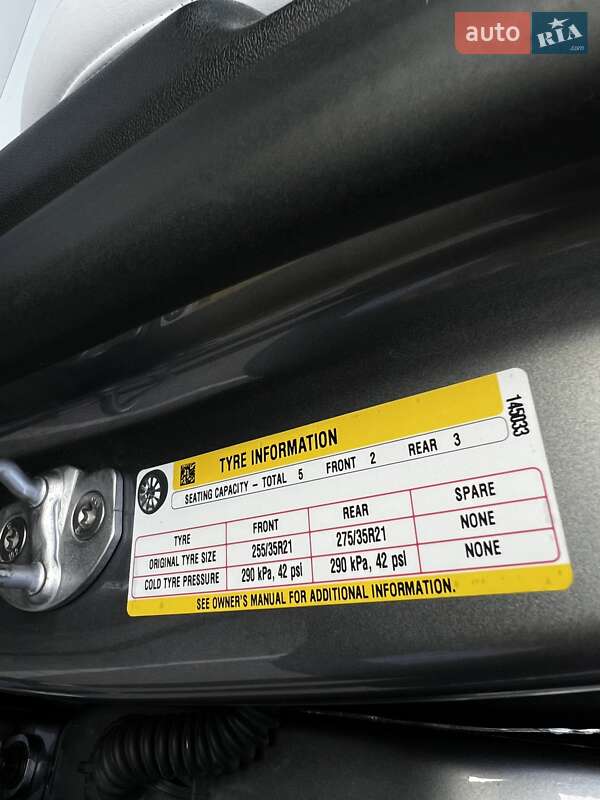 auto RIA .com
145033
TYRE INFORMATION
SEATING CAPACITY – TOTAL 5 FRONT 2 REAR 3
TYRE FRONT REAR SPARE
ORIGINAL TYRE SIZE 255/35R21 275/35R21 NONE
COLD TYRE PRESSURE 290 kPa, 42 psi 290 kPa, 42 psi NONE
SEE OWNER'S MANUAL FOR ADDITIONAL INFORMATION.